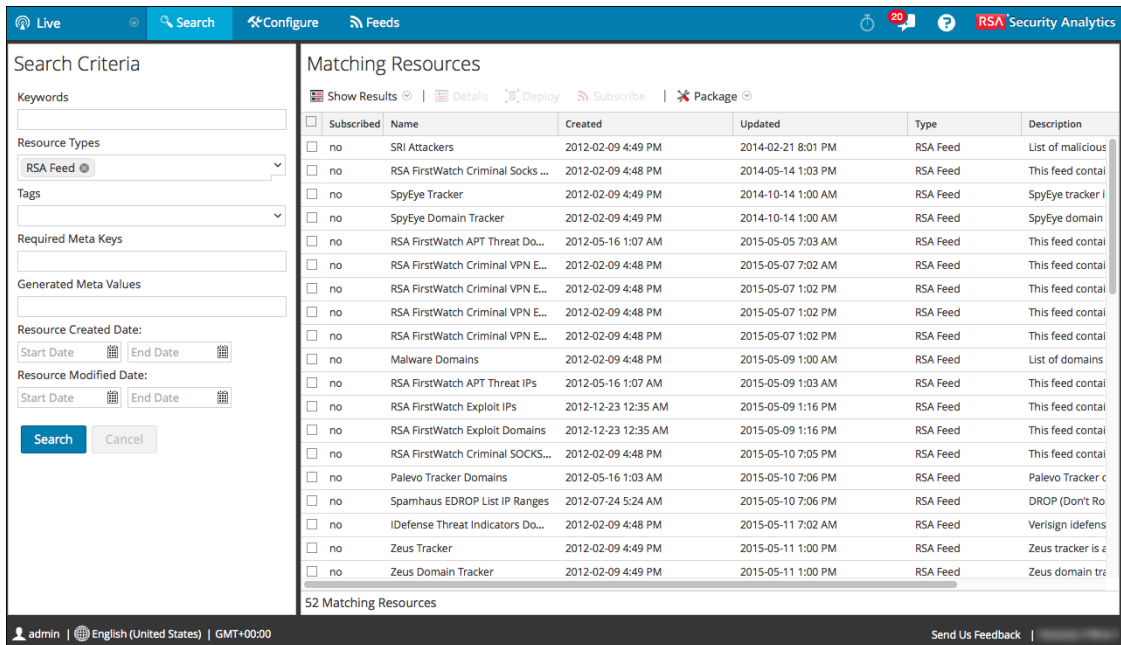 Live Search Configure Feeds 20 ? RSA Security Analytics
Search Criteria
Keywords
Resource Types
RSA Feed
Tags
Required Meta Keys
Generated Meta Values
Resource Created Date:
Start Date End Date
Resource Modified Date:
Start Date End Date
Search Cancel
Matching Resources
Show Results | Details Deploy Subscribe | Package
Subscribed Name Created Updated Type Description
no SRI Attackers 2012-02-09 4:49 PM 2014-02-21 8:01 PM RSA Feed List of malicious
no RSA FirstWatch Criminal Socks ... 2012-02-09 4:48 PM 2014-05-14 1:03 PM RSA Feed This feed contai
no SpyEye Tracker 2012-02-09 4:49 PM 2014-10-14 1:00 AM RSA Feed SpyEye tracker i
no SpyEye Domain Tracker 2012-02-09 4:49 PM 2014-10-14 1:00 AM RSA Feed SpyEye domain
no RSA FirstWatch APT Threat Do... 2012-05-16 1:07 AM 2015-05-05 7:03 AM RSA Feed This feed contai
no RSA FirstWatch Criminal VPN E... 2012-02-09 4:48 PM 2015-05-07 7:02 AM RSA Feed This feed contai
no RSA FirstWatch Criminal VPN E... 2012-02-09 4:48 PM 2015-05-07 1:02 PM RSA Feed This feed contai
no RSA FirstWatch Criminal VPN E... 2012-02-09 4:48 PM 2015-05-07 1:02 PM RSA Feed This feed contai
no RSA FirstWatch Criminal VPN E... 2012-02-09 4:48 PM 2015-05-07 1:02 PM RSA Feed This feed contai
no Malware Domains 2012-02-09 4:48 PM 2015-05-09 1:00 AM RSA Feed List of domains
no RSA FirstWatch APT Threat IPs 2012-05-16 1:07 AM 2015-05-09 1:03 AM RSA Feed This feed contai
no RSA FirstWatch Exploit IPs 2012-12-23 12:35 AM 2015-05-09 1:16 PM RSA Feed This feed contai
no RSA FirstWatch Exploit Domains 2012-12-23 12:35 AM 2015-05-09 1:16 PM RSA Feed This feed contai
no RSA FirstWatch Criminal SOCKS... 2012-02-09 4:48 PM 2015-05-10 7:05 PM RSA Feed This feed contai
no Palevo Tracker Domains 2012-05-16 1:03 AM 2015-05-10 7:06 PM RSA Feed Palevo Tracker c
no Spamhaus EDROP List IP Ranges 2012-07-24 5:24 AM 2015-05-10 7:06 PM RSA Feed DROP (Don't Ro
no IDefense Threat Indicators Do... 2012-02-09 4:48 PM 2015-05-11 7:02 AM RSA Feed Verisign idefens
no Zeus Tracker 2012-02-09 4:49 PM 2015-05-11 1:00 PM RSA Feed Zeus tracker is a
no Zeus Domain Tracker 2012-02-09 4:49 PM 2015-05-11 1:00 PM RSA Feed Zeus domain tra
52 Matching Resources
admin | English (United States) | GMT+00:00 Send Us Feedback |